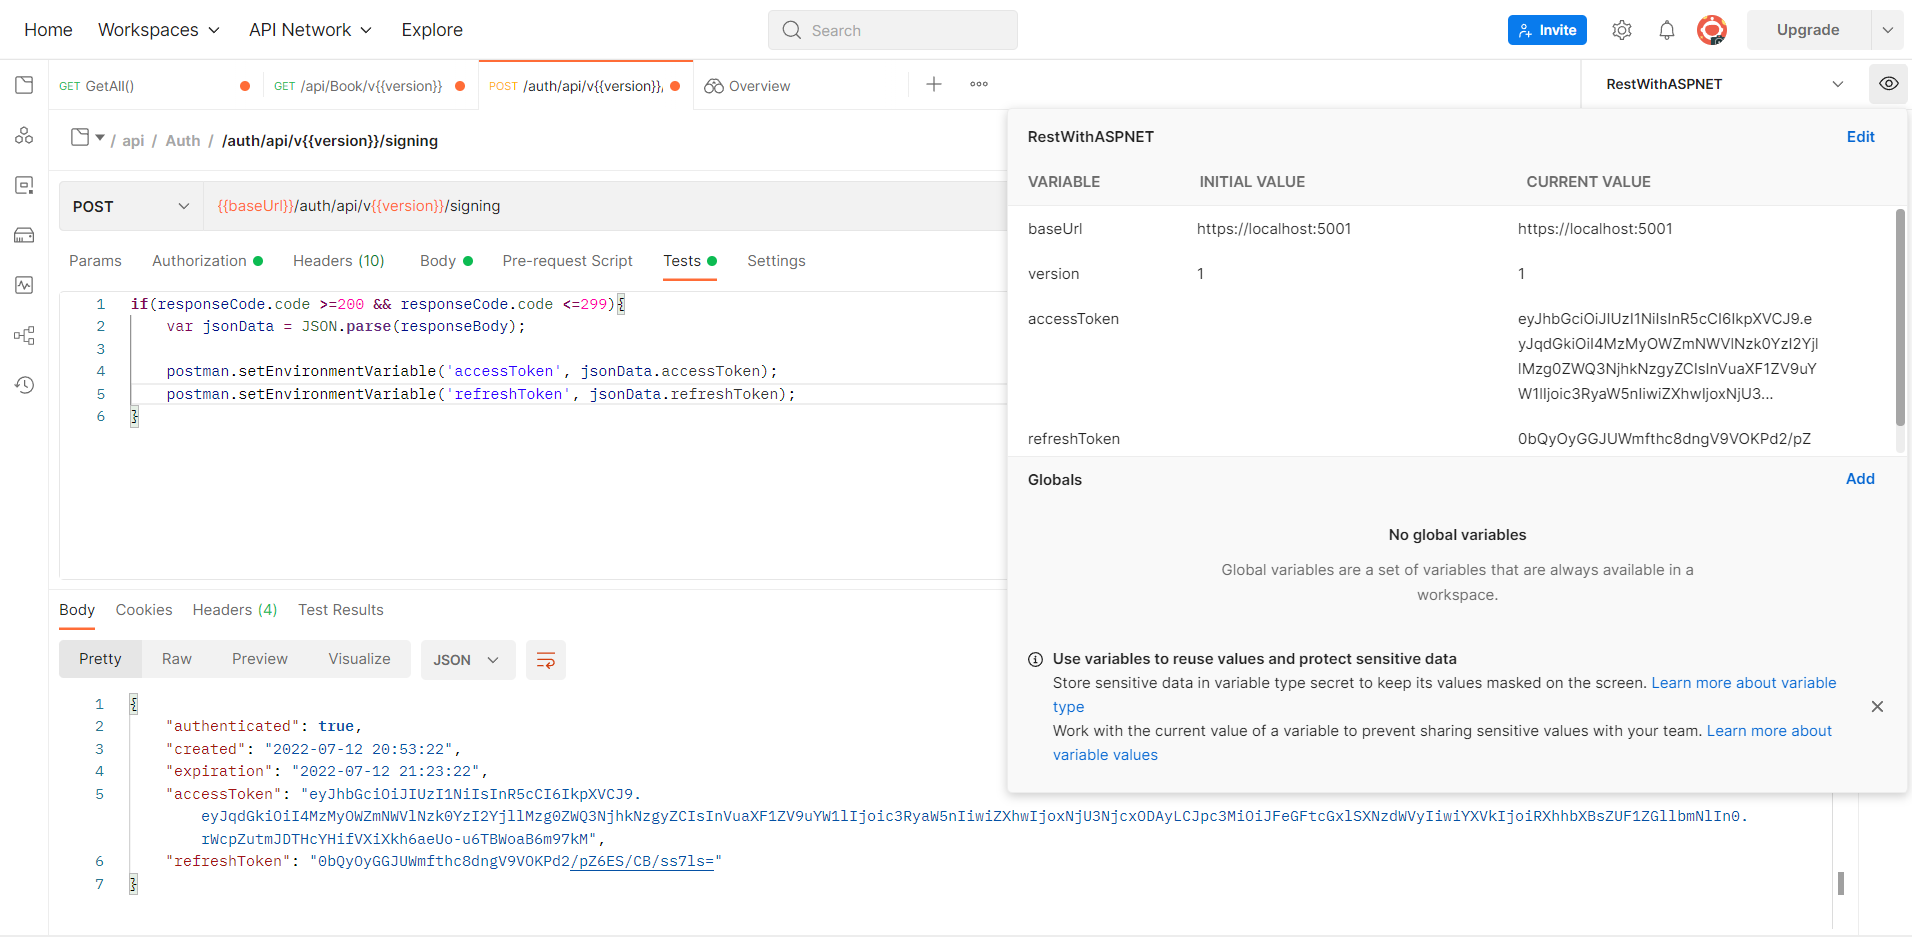 Home Workspaces API Network Explore Search Invite Upgrade
GET GetAll() GET /api/Book/v{{version}} POST /auth/api/v{{version}}/ Overview RestWithASPNET
/ api / Auth / /auth/api/v{{version}}/signing
POST {{baseUrl}}/auth/api/v{{version}}/signing
Params Authorization Headers (10) Body Pre-request Script Tests Settings
1 if(responseCode.code >=200 && responseCode.code <=299){
2 var jsonData = JSON.parse(responseBody);
3
4 postman.setEnvironmentVariable('accessToken', jsonData.accessToken);
5 postman.setEnvironmentVariable('refreshToken', jsonData.refreshToken);
6 }
RestWithASPNET Edit
VARIABLE INITIAL VALUE CURRENT VALUE
baseUrl https://localhost:5001 https://localhost:5001
version 1 1
accessToken eyJhbGciOiJIUzI1NiIsInR5cCI6IkpXVCJ9.e
yJqdGkiOiI4MzMyOWZmNWVlNzk0YzI2Yjl
lMzg0ZWQ3NjhkNzgyZCIsInVuaXF1ZV9uY
W1lIjoic3RyaW5nIiwiZXhwIjoxNjU3...
refreshToken 0bQyOyGGJUWmfthc8dngV9VOKPd2/pZ
Globals Add
No global variables
Global variables are a set of variables that are always available in a
workspace.
Use variables to reuse values and protect sensitive data
Store sensitive data in variable type secret to keep its values masked on the screen. Learn more about variable
type
Work with the current value of a variable to prevent sharing sensitive values with your team. Learn more about
variable values
Body Cookies Headers (4) Test Results
Pretty Raw Preview Visualize JSON
1 {
2 "authenticated": true,
3 "created": "2022-07-12 20:53:22",
4 "expiration": "2022-07-12 21:23:22",
5 "accessToken": "eyJhbGciOiJIUzI1NiIsInR5cCI6IkpXVCJ9.
eyJqdGkiOiI4MzMyOWZmNWVlNzk0YzI2YjllMzg0ZWQ3NjhkNzgyZCIsInVuaXF1ZV9uYW1lIjoic3RyaW5nIiwiZXhwIjoxNjU3NjcxODAyLCJpc3MiOiJFeGFtcGxlSXNzdWVyIiwiYXVkIjoiRXhhbXBsZUF1ZGllbmNlIn0.
rWcpZutmJDTHcYHifVXiXkh6aeUo-u6TBWoaB6m97kM",
6 "refreshToken": "0bQyOyGGJUWmfthc8dngV9VOKPd2/pZ6ES/CB/ss7ls="
7 }